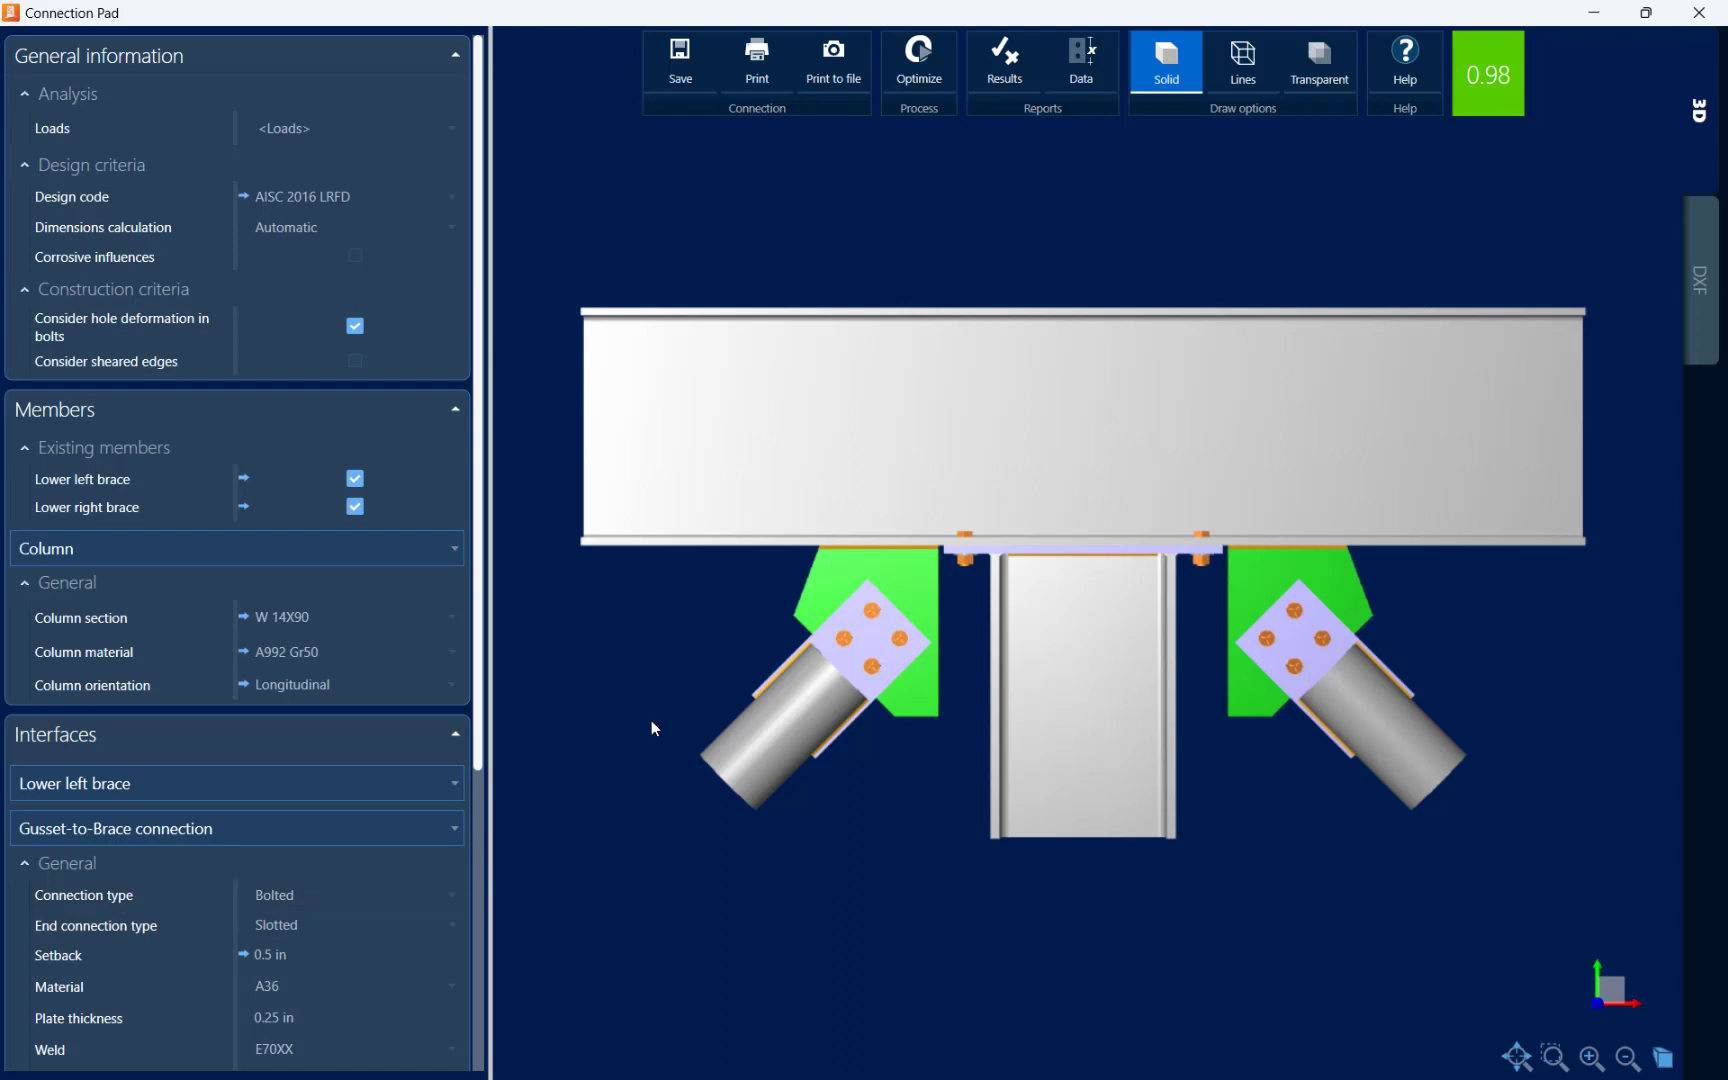 Connection Pad
General information
Analysis
Loads <Loads>
Design criteria
Design code AISC 2016 LRFD
Dimensions calculation Automatic
Corrosive influences
Construction criteria
Consider hole deformation in
bolts
Consider sheared edges
Members
Existing members
Lower left brace
Lower right brace
Column
General
Column section W 14X90
Column material A992 Gr50
Column orientation Longitudinal
Interfaces
Lower left brace
Gusset-to-Brace connection
General
Connection type Bolted
End connection type Slotted
Setback 0.5 in
Material A36
Plate thickness 0.25 in
Weld E70XX
Save Print Print to file
Connection
Optimize
Process
Results Data
Reports
Solid Lines Transparent
Draw options
Help
Help
0.98
3D
DXF